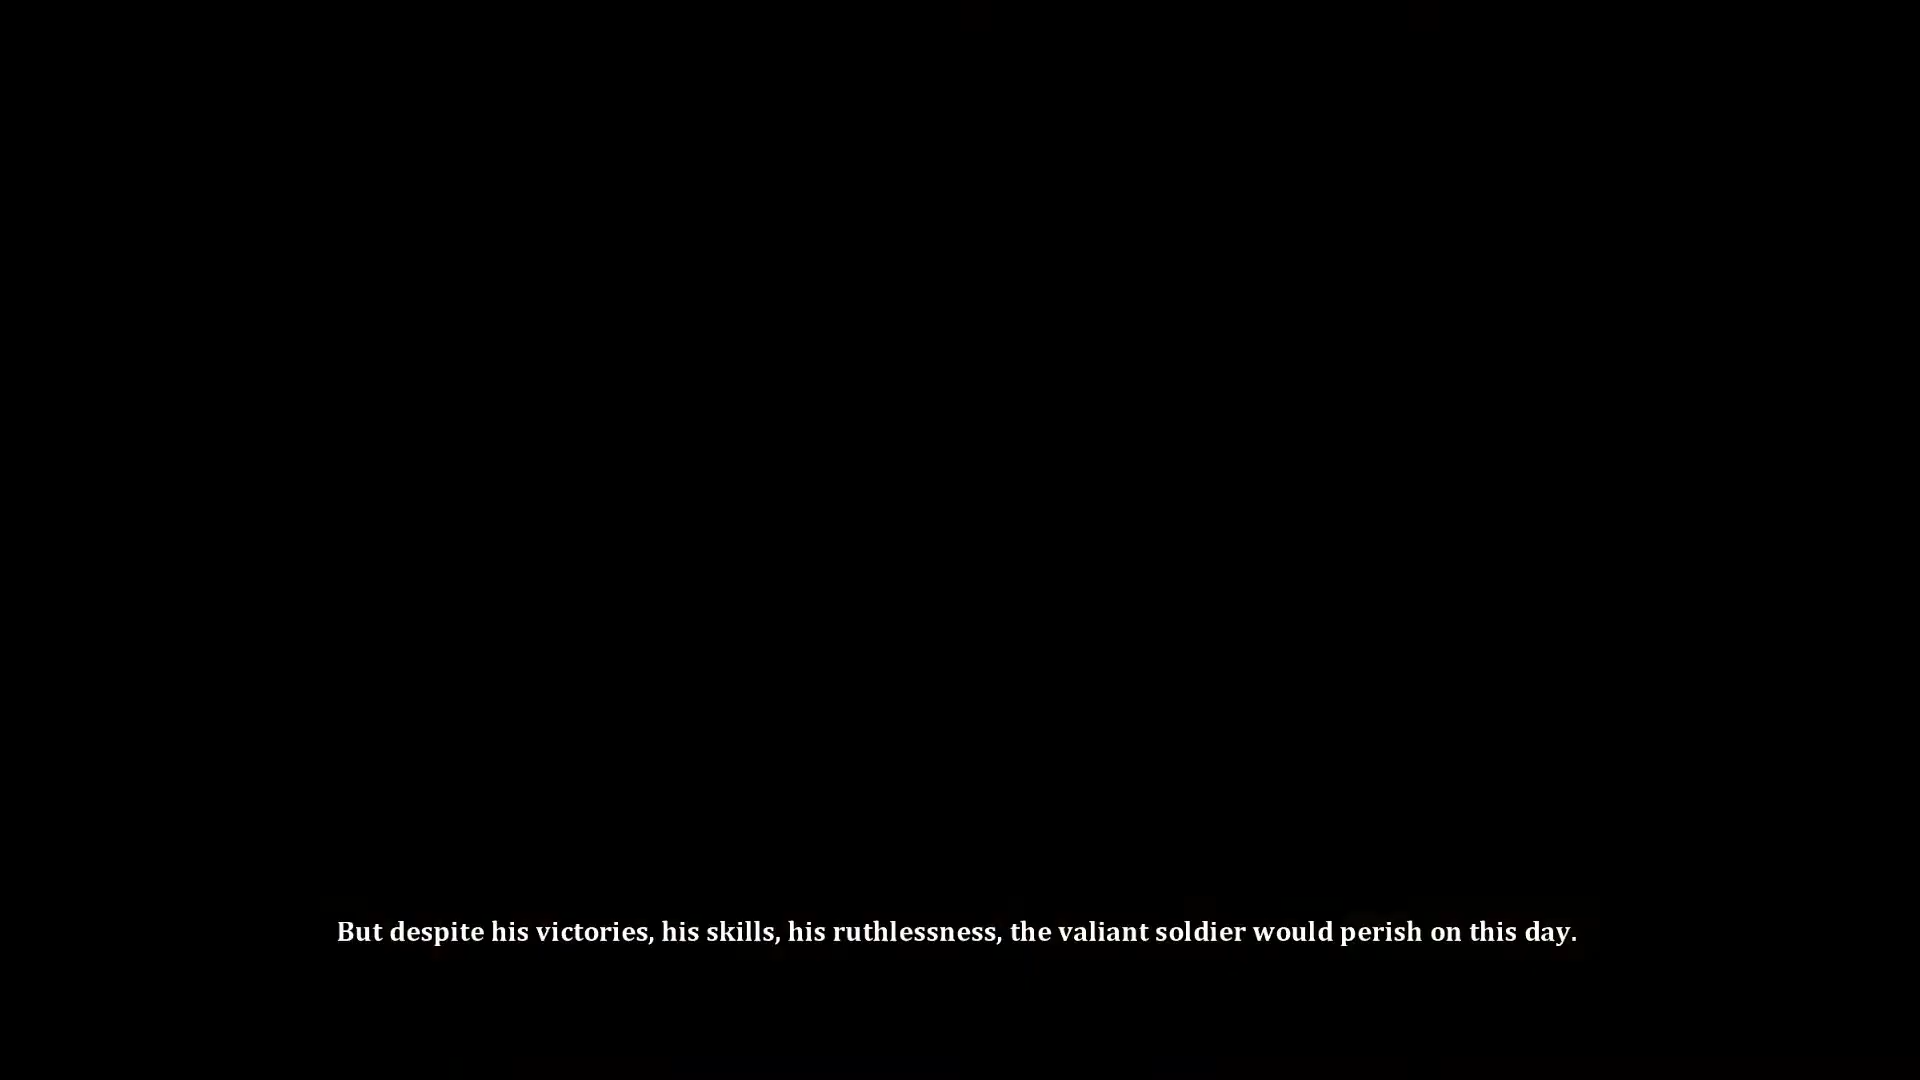 But despite his victories, his skills, his ruthlessness, the valiant soldier would perish on this day.